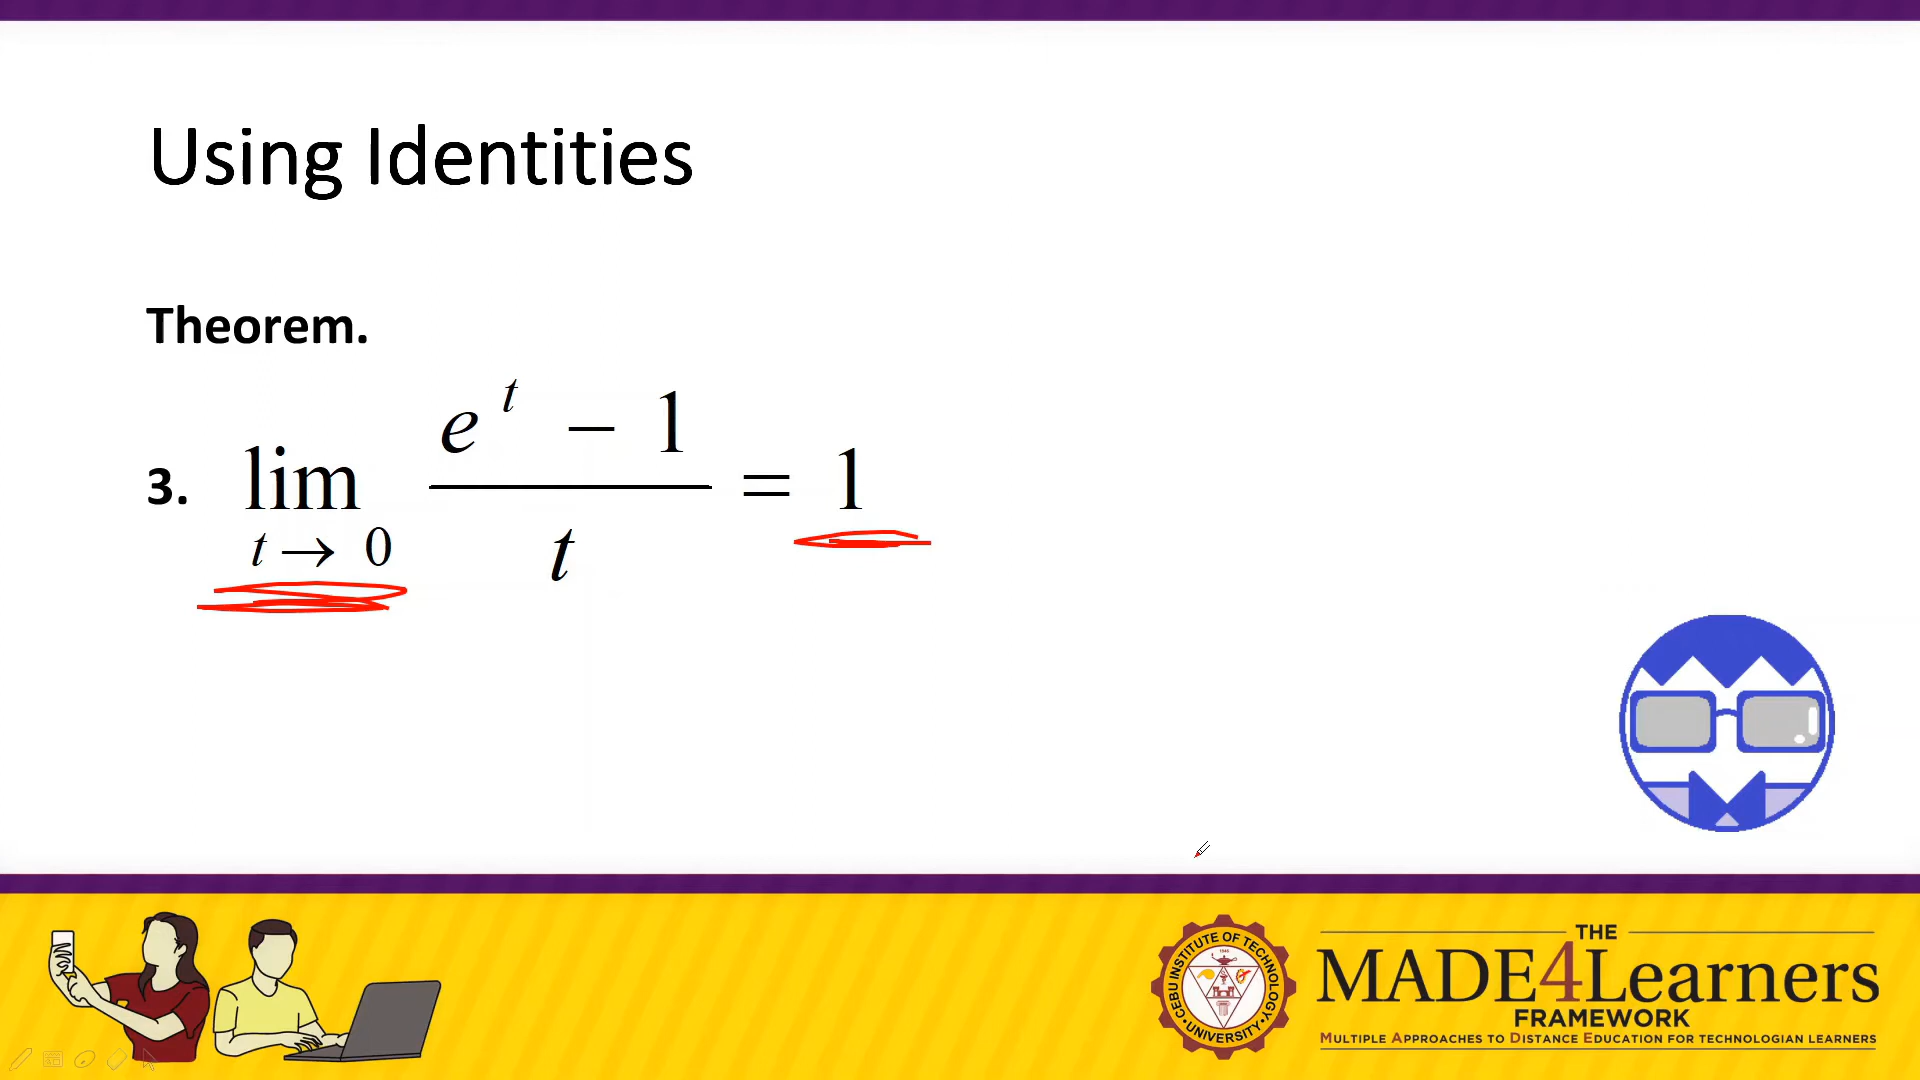 Using Identities
Theorem.
3. lim t → 0 (e^t − 1)/t = 1
CEBU INSTITUTE OF TECHNOLOGY
• UNIVERSITY •
1946
THE
MADE4Learners
FRAMEWORK
MULTIPLE APPROACHES TO DISTANCE EDUCATION FOR TECHNOLOGIAN LEARNERS